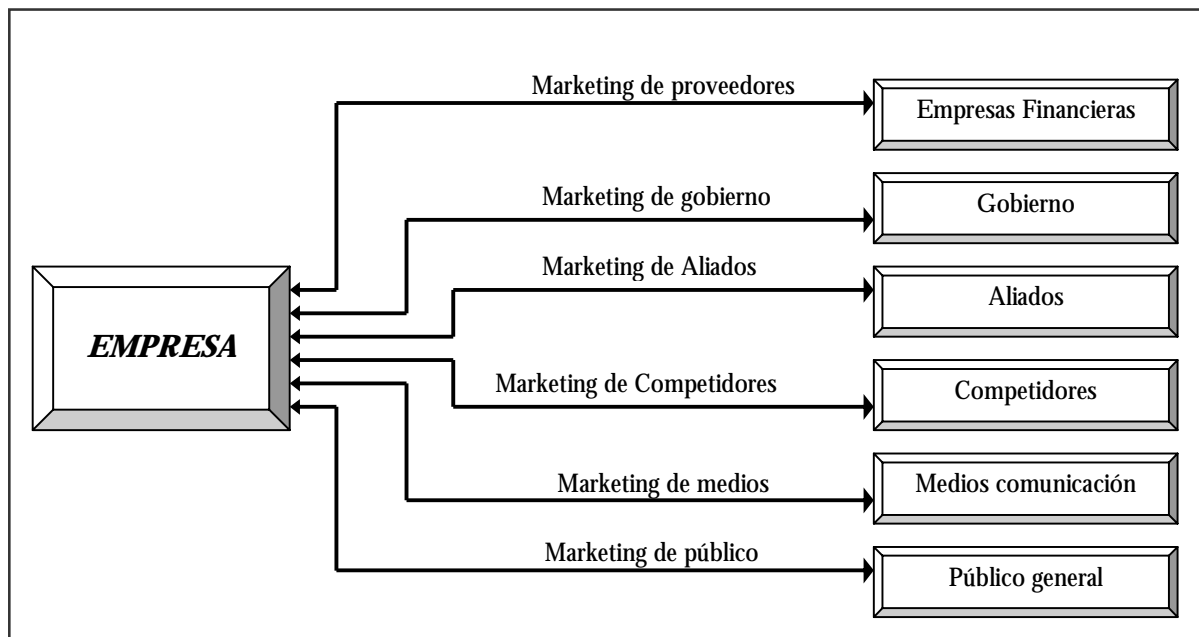 Marketing de proveedores
Empresas Financieras
Marketing de gobierno
Gobierno
Marketing de Aliados
Aliados
EMPRESA
Marketing de Competidores
Competidores
Marketing de medios
Medios comunicación
Marketing de público
Público general